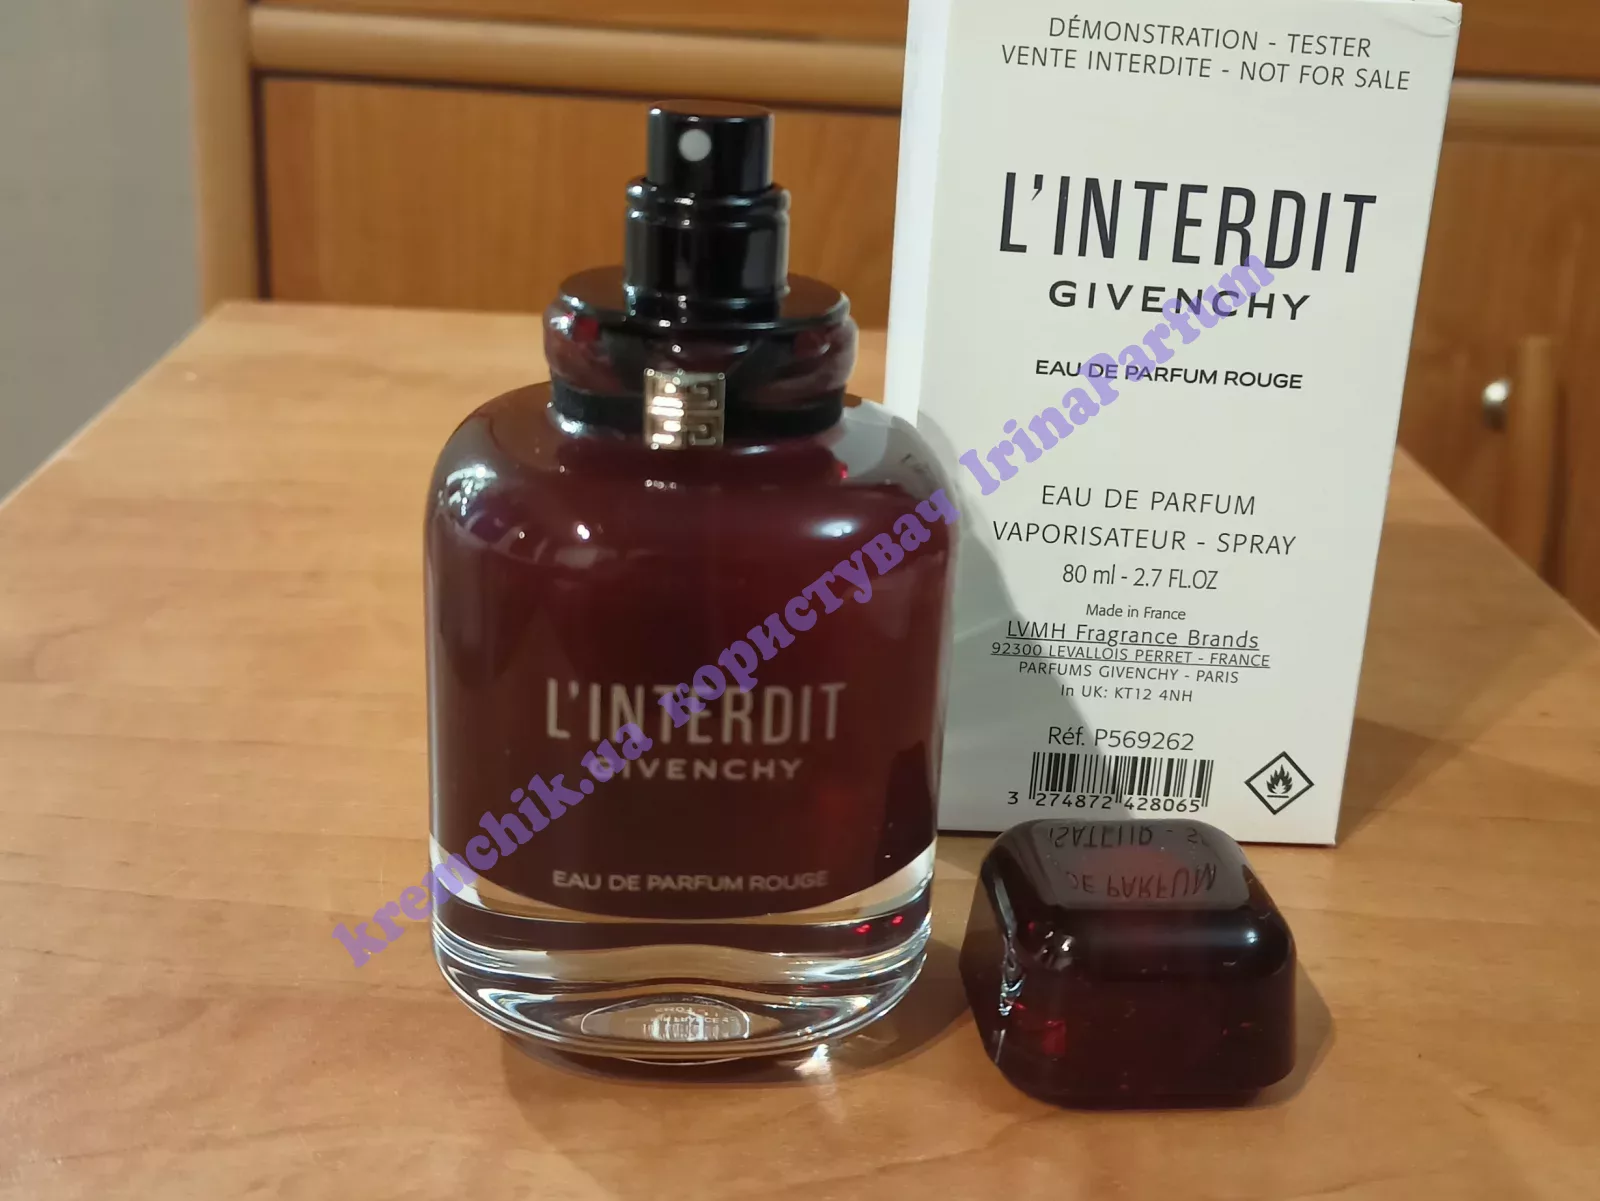 DÉMONSTRATION - TESTER
VENTE INTERDITE - NOT FOR SALE
L'INTERDIT
GIVENCHY
EAU DE PARFUM ROUGE
EAU DE PARFUM
VAPORISATEUR - SPRAY
80 ml - 2.7 FL.OZ
Made in France
LVMH Fragrance Brands
92300 LEVALLOIS PERRET - FRANCE
PARFUMS GIVENCHY - PARIS
In UK: KT12 4NH
Réf. P569262
3 274872 428065
L'INTERDIT
GIVENCHY
EAU DE PARFUM ROUGE
kremchik.ua користувач IrinaParfum